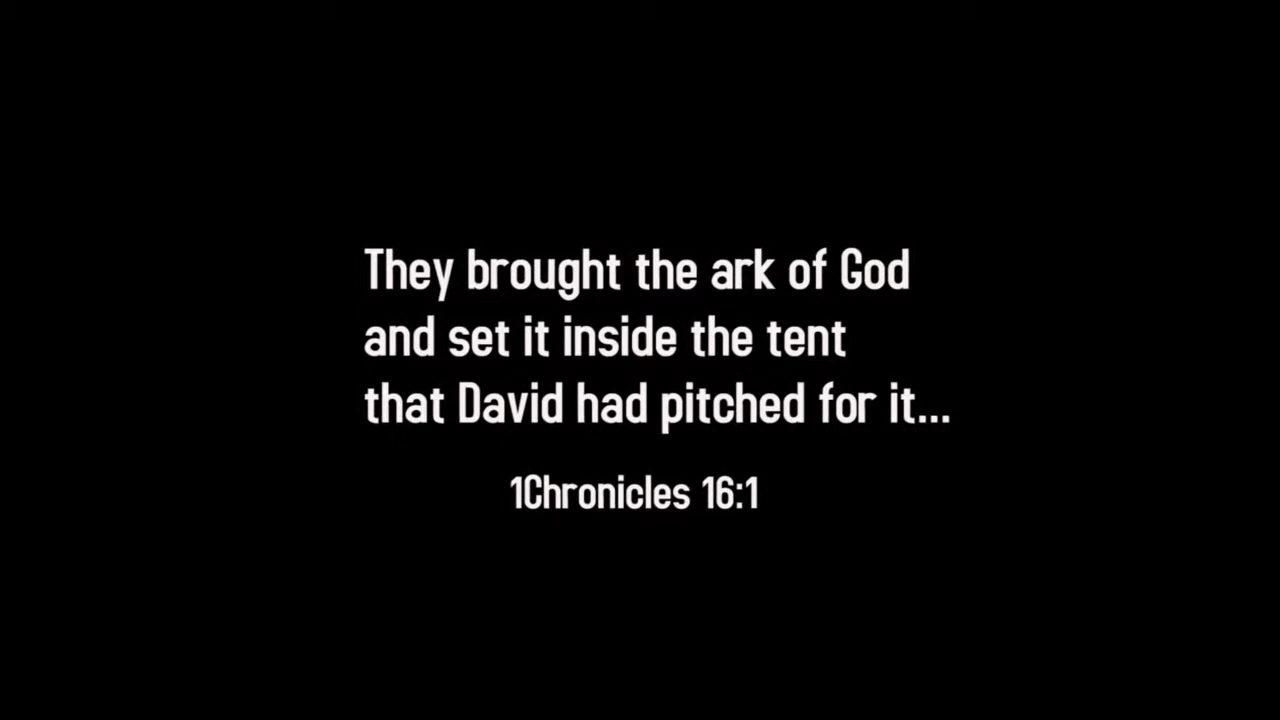 They brought the ark of God
and set it inside the tent
that David had pitched for it...
1Chronicles 16:1